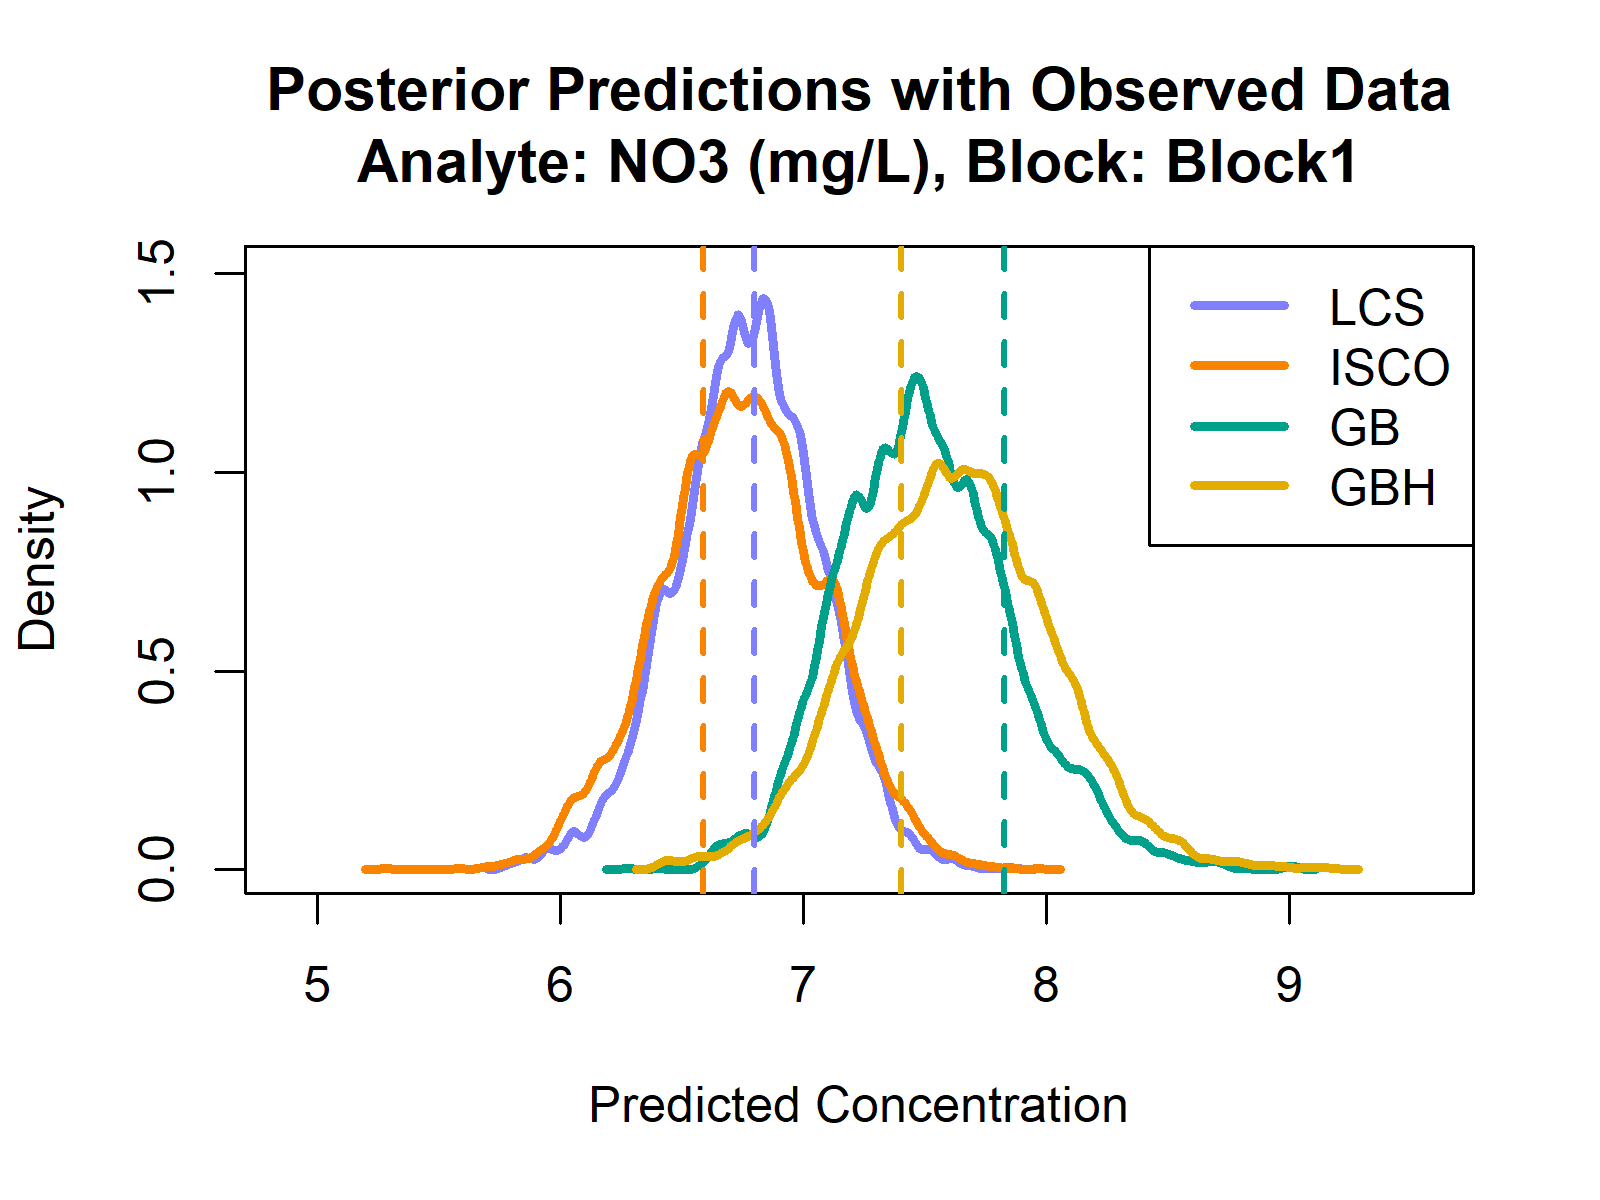 Posterior Predictions with Observed Data
Analyte: NO3 (mg/L), Block: Block1
LCS
ISCO
GB
GBH
Density
0.0
0.5
1.0
1.5
5
6
7
8
9
Predicted Concentration